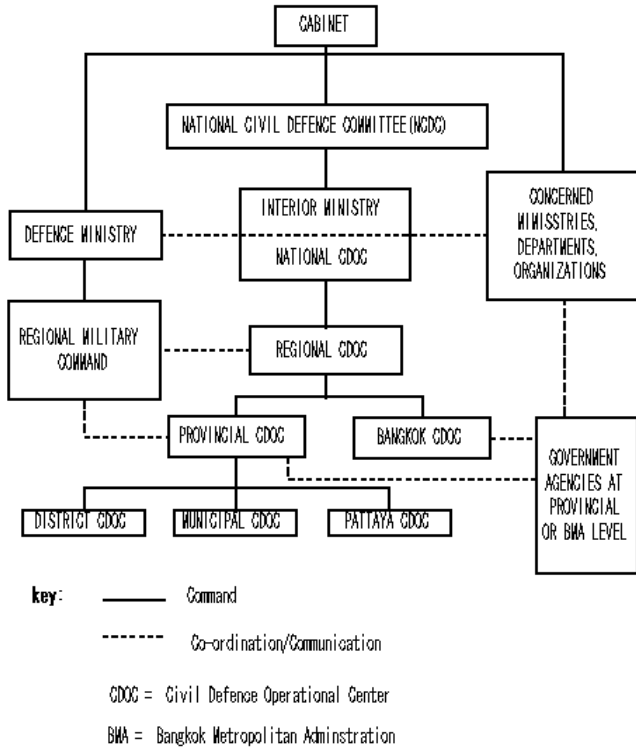 CABINET
NATIONAL CIVIL DEFENCE COMMITTEE(NCDC)
DEFENCE MINISTRY
INTERIOR MINISTRY
NATIONAL CDOC
CONCERNED
MINISSTRIES,
DEPARTMENTS,
ORGANIZATIONS
REGIONAL MILITARY
COMMAND
REGIONAL CDOC
PROVINCIAL CDOC
BANGKOK CDOC
GOVERNMENT
AGENCIES AT
PROVINCIAL
OR BMA LEVEL
DISTRICT CDOC
MUNICIPAL CDOC
PATTAYA CDOC
key:
Command
Co-ordination/Communication
CDOC = Civil Defence Operational Center
BMA = Bangkok Metropolitan Adminstration